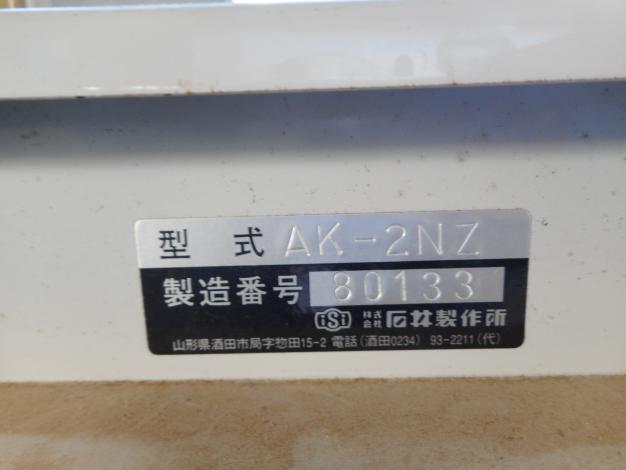 型 式 AK-2NZ
製造番号 80133
iSi 株式会社 石井製作所
山形県酒田市局字惣田15-2 電話(酒田0234) 93-2211(代)